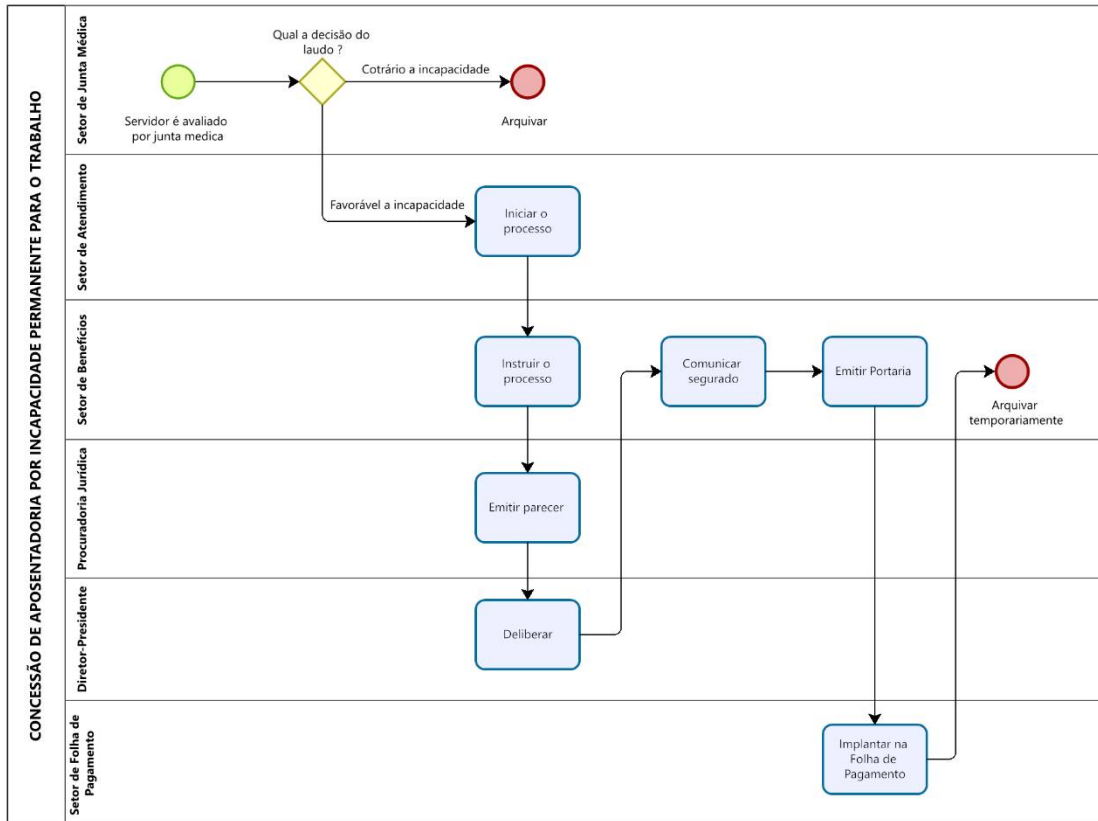 CONCESSÃO DE APOSENTADORIA POR INCAPACIDADE PERMANENTE PARA O TRABALHO
Setor de Junta Médica
Qual a decisão do
laudo ?
Cotrário a incapacidade
Servidor é avaliado
por junta medica
Arquivar
Setor de Atendimento
Favorável a incapacidade
Iniciar o
processo
Setor de Benefícios
Instruir o
processo
Comunicar
segurado
Emitir Portaria
Arquivar
temporariamente
Procuradoria Jurídica
Emitir parecer
Diretor-Presidente
Deliberar
Setor de Folha de
Pagamento
Implantar na
Folha de
Pagamento